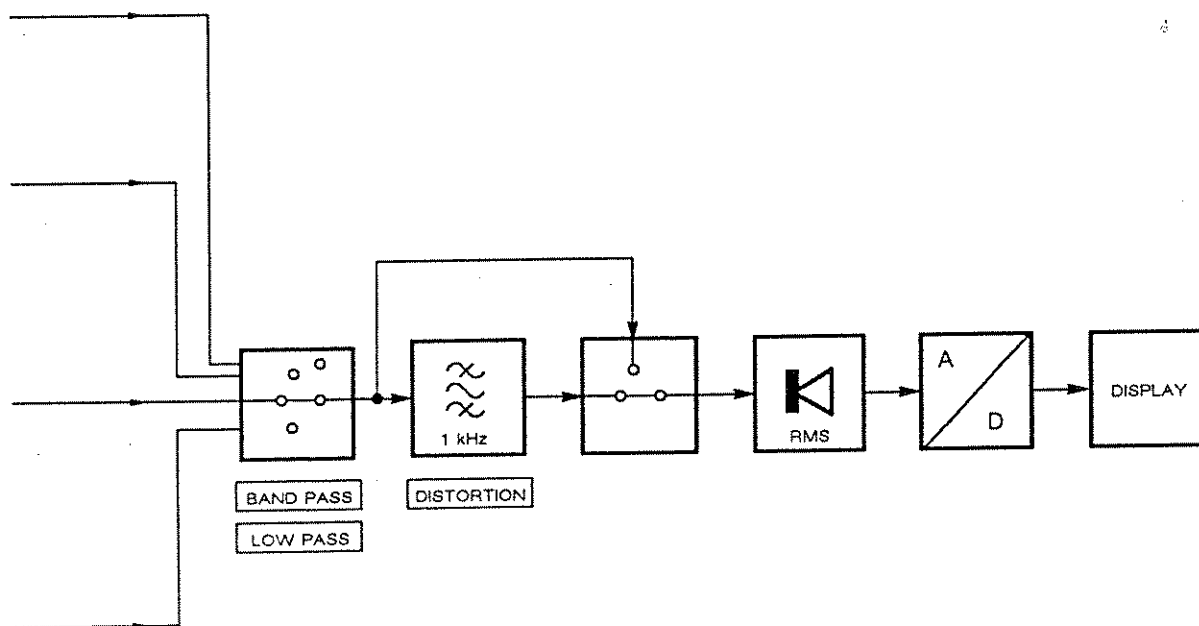 1 kHz
RMS
A
D
DISPLAY
BAND PASS
LOW PASS
DISTORTION